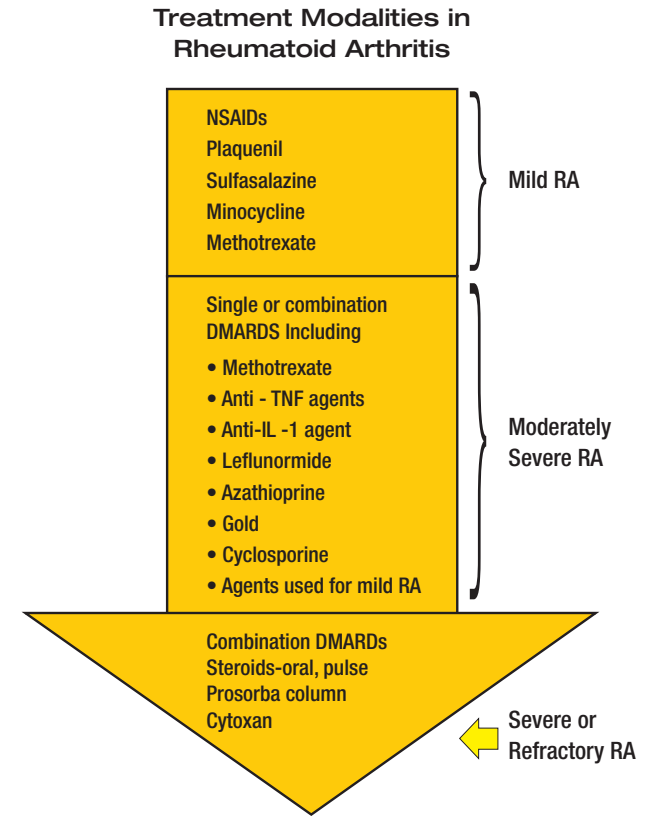 Treatment Modalities in
Rheumatoid Arthritis
NSAIDs
Plaquenil
Sulfasalazine
Minocycline
Methotrexate
Mild RA
Single or combination
DMARDS Including
• Methotrexate
• Anti - TNF agents
• Anti-IL -1 agent
• Leflunormide
• Azathioprine
• Gold
• Cyclosporine
• Agents used for mild RA
Moderately
Severe RA
Combination DMARDs
Steroids-oral, pulse
Prosorba column
Cytoxan
Severe or
Refractory RA